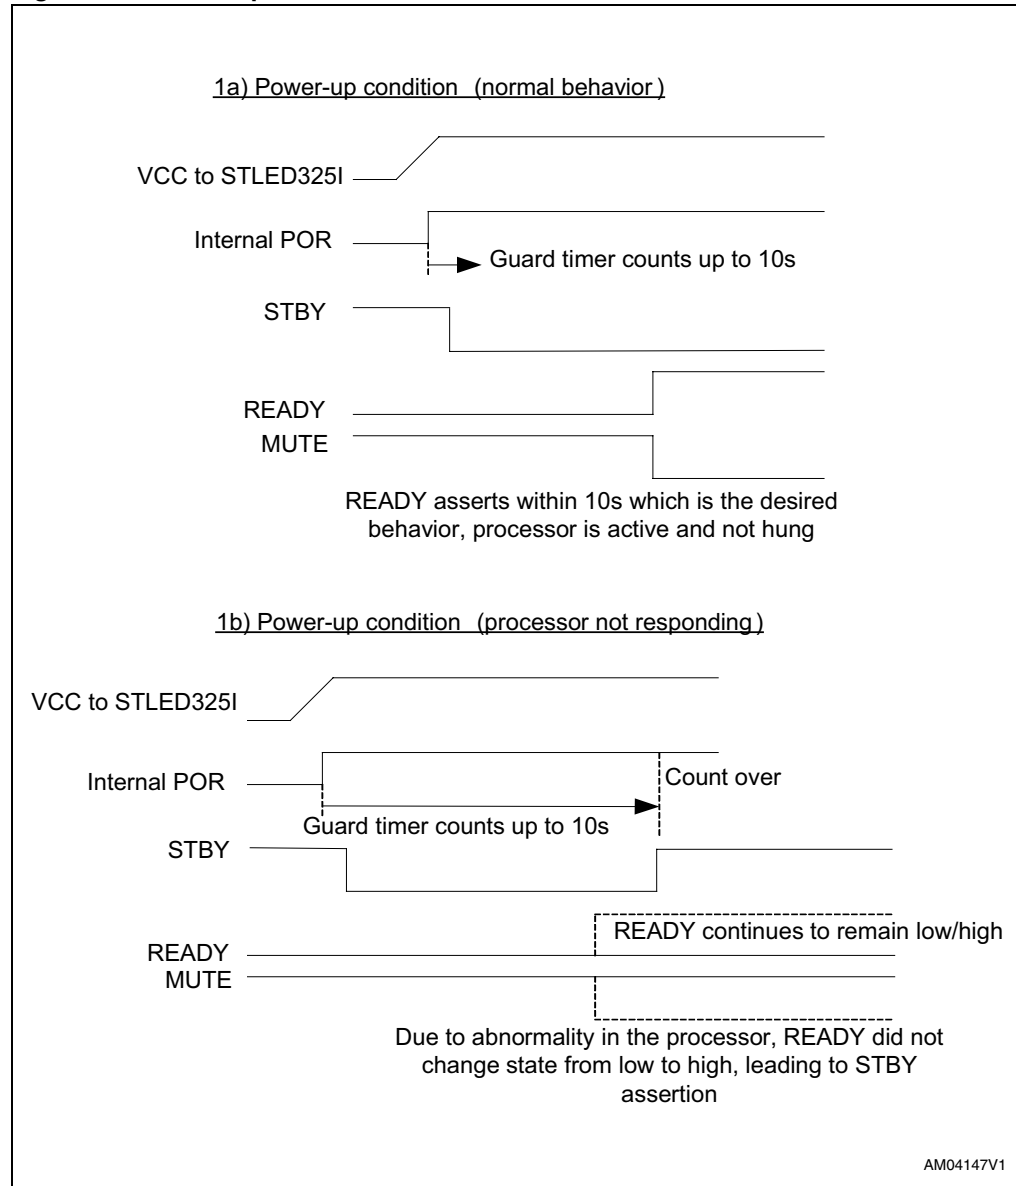 1a) Power-up condition (normal behavior)
VCC to STLED325I
Internal POR
Guard timer counts up to 10s
STBY
READY
MUTE
READY asserts within 10s which is the desired
behavior, processor is active and not hung
1b) Power-up condition (processor not responding)
VCC to STLED325I
Internal POR
Count over
Guard timer counts up to 10s
STBY
READY continues to remain low/high
READY
MUTE
Due to abnormality in the processor, READY did not
change state from low to high, leading to STBY
assertion
AM04147V1